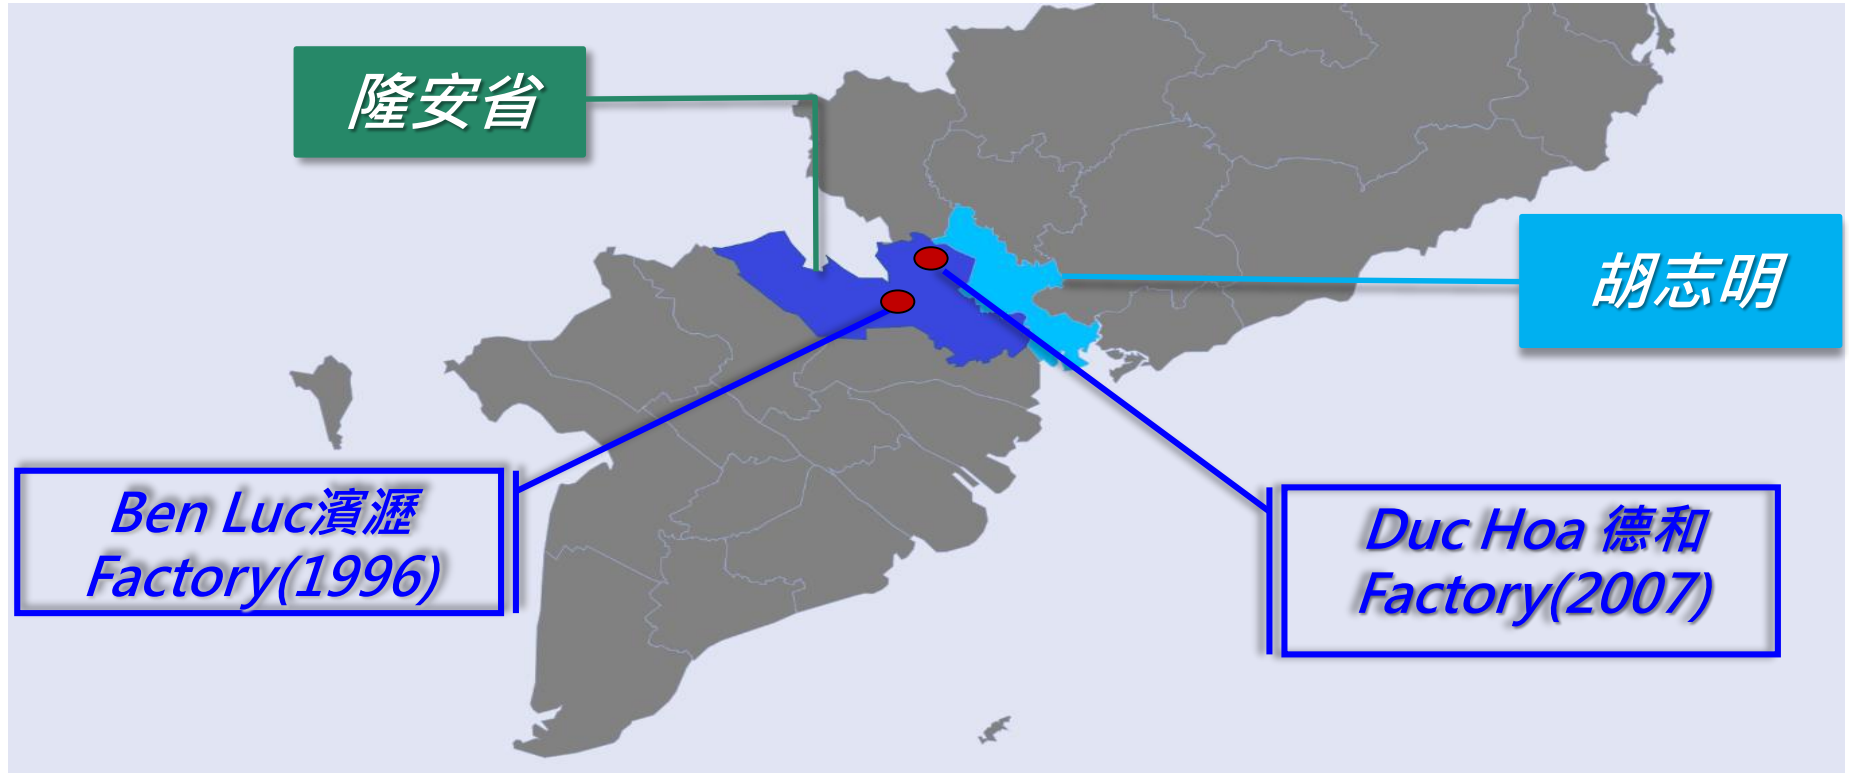 隆安省
胡志明
Ben Luc濱瀝
Factory(1996)
Duc Hoa 德和
Factory(2007)